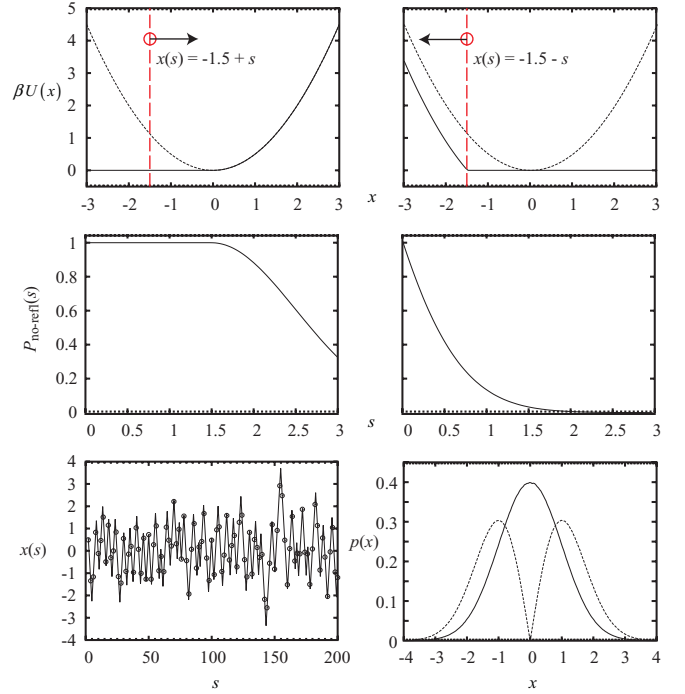 5
4
3
2
1
0
βU(x)
x(s) = -1.5 + s
-3 -2 -1 0 1 2 3
x(s) = -1.5 - s
-3 -2 -1 0 1 2 3
x
1
0.8
0.6
0.4
0.2
0
P no-refl(s)
0 0.5 1 1.5 2 2.5 3
s
0 0.5 1 1.5 2 2.5 3
4
3
2
1
0
-1
-2
-3
-4
x(s)
0 50 100 150 200
s
0.4
0.3
0.2
0.1
0
p(x)
-4 -3 -2 -1 0 1 2 3 4
x